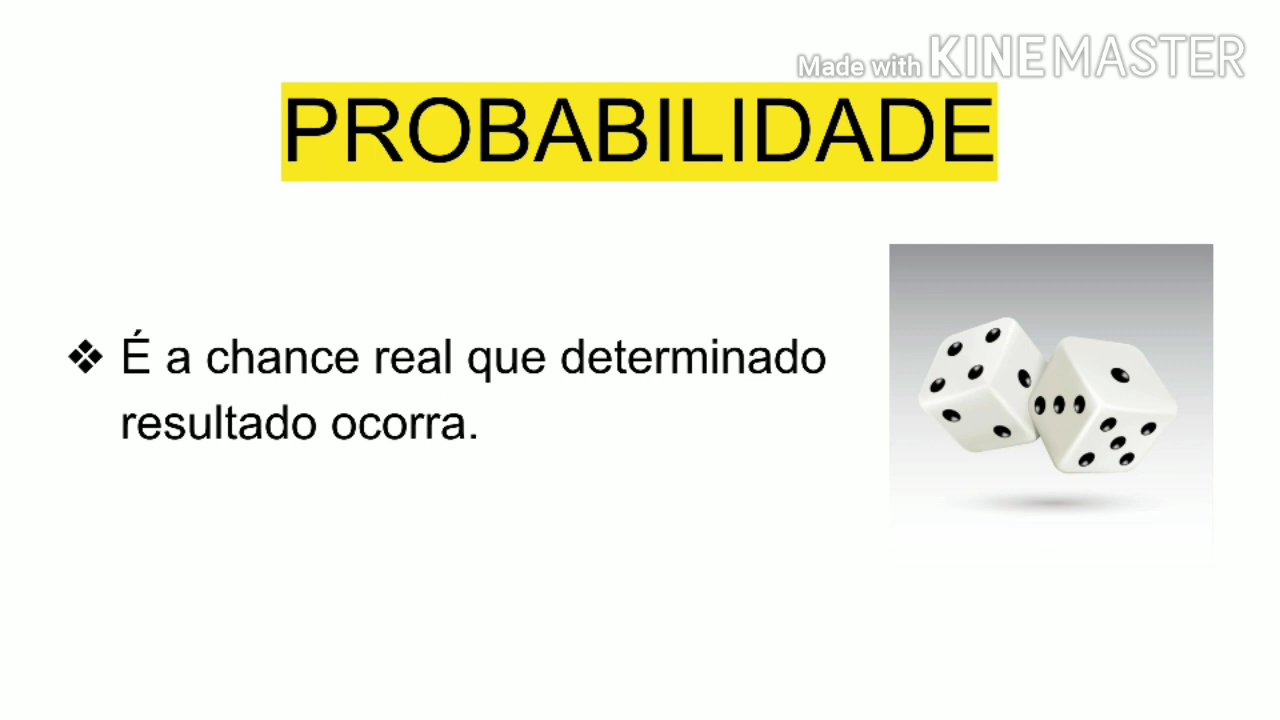 Made with KINEMASTER
PROBABILIDADE
❖ É a chance real que determinado
resultado ocorra.